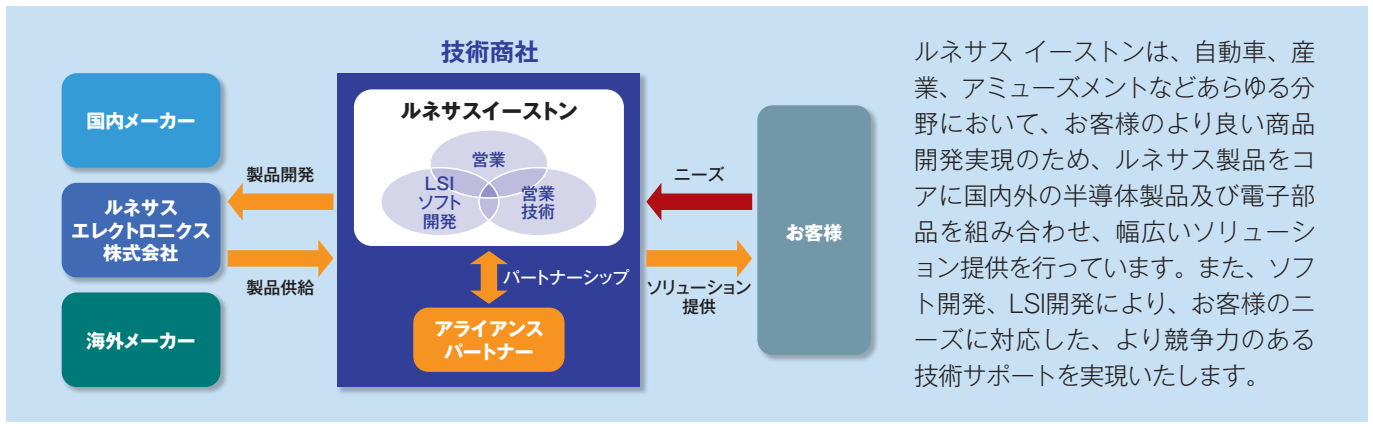 技術商社
国内メーカー
ルネサス
エレクトロニクス
株式会社
海外メーカー
製品開発
製品供給
ルネサスイーストン
営業
LSI
ソフト
開発
営業
技術
パートナーシップ
アライアンス
パートナー
ニーズ
ソリューション
提供
お客様
ルネサス イーストンは、自動車、産
業、アミューズメントなどあらゆる分
野において、お客様のより良い商品
開発実現のため、ルネサス製品をコ
アに国内外の半導体製品及び電子部
品を組み合わせ、幅広いソリューシ
ョン提供を行っています。また、ソフ
ト開発、LSI開発により、お客様のニ
ーズに対応した、より競争力のある
技術サポートを実現いたします。